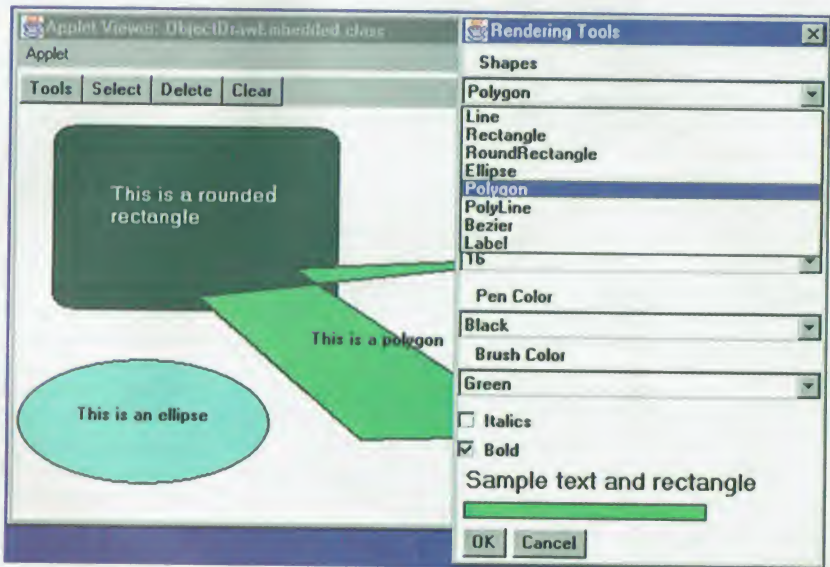 Applet Viewer: ObjectDrawEmbedded.class
Applet
Tools Select Delete Clear
This is a rounded
rectangle
This is a polygon
This is an ellipse
Rendering Tools
Shapes
Polygon
Line
Rectangle
RoundRectangle
Ellipse
Polygon
PolyLine
Bezier
Label
16
Pen Color
Black
Brush Color
Green
Italics
Bold
Sample text and rectangle
OK Cancel